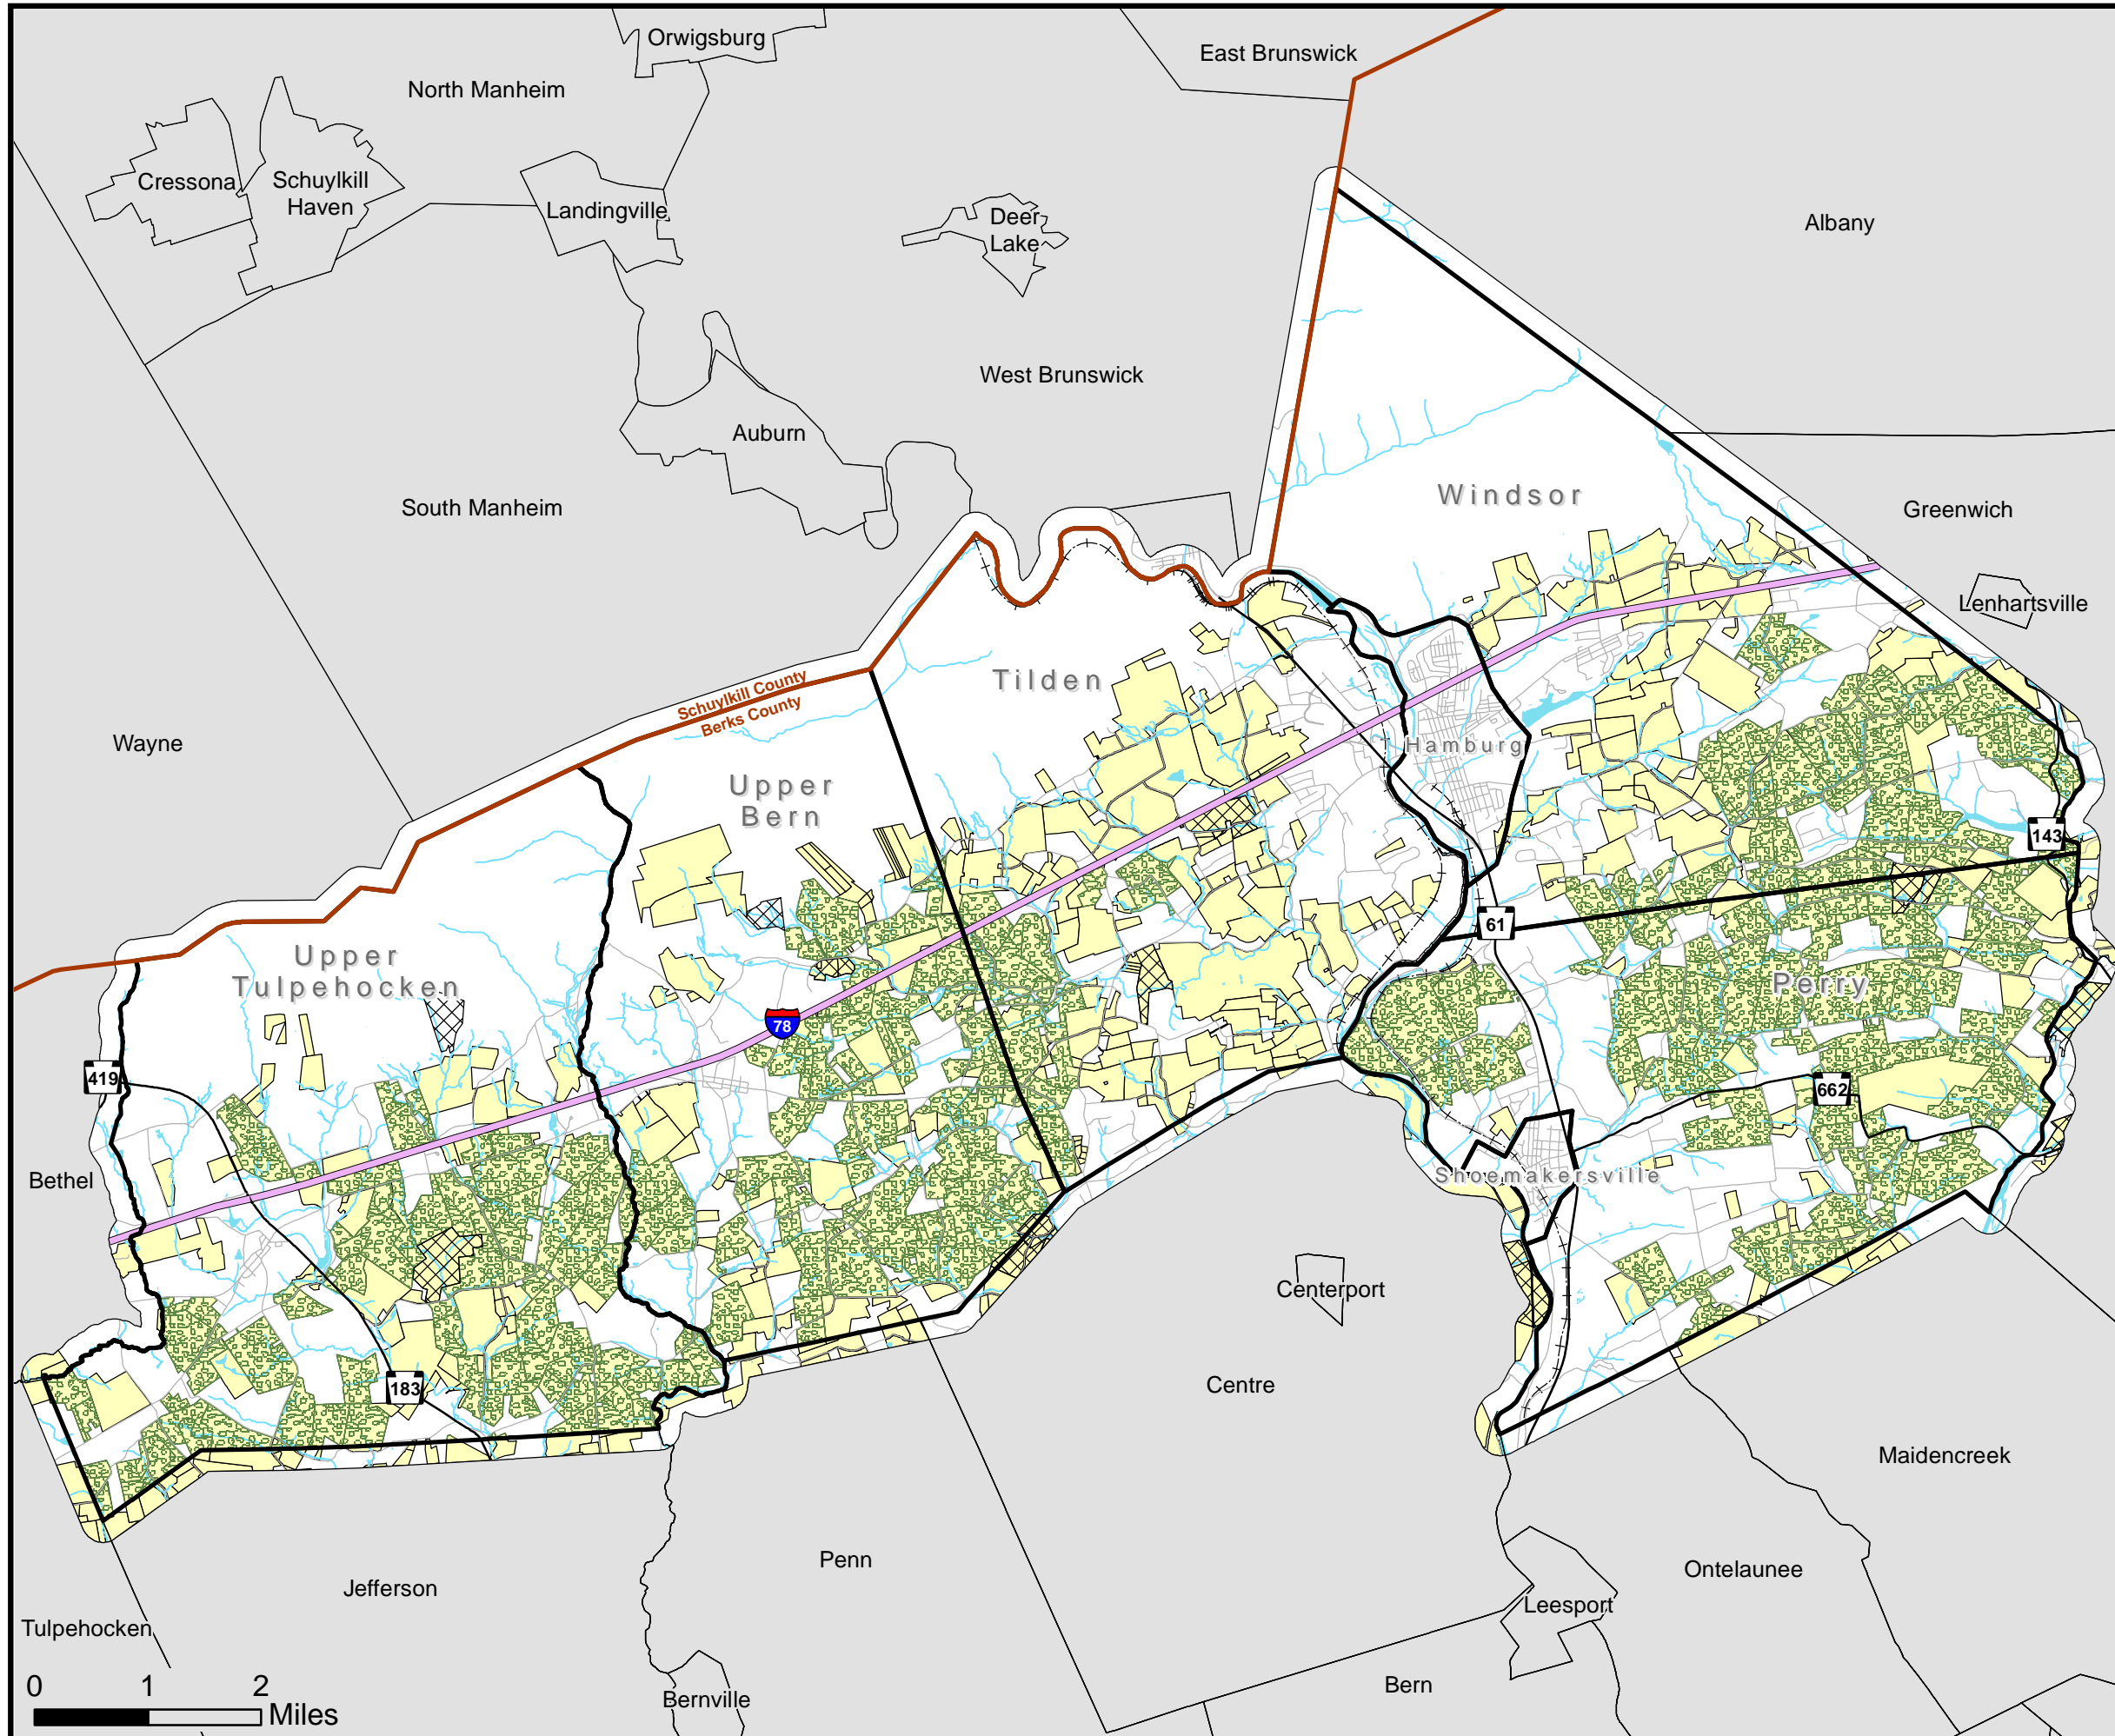 Orwigsburg
East Brunswick
North Manheim
Cressona
Schuylkill
Haven
Landingville
Deer
Lake
Albany
West Brunswick
Auburn
South Manheim
Windsor
Greenwich
Lenhartsville
Tilden
Schuylkill County
Berks County
Wayne
Hamburg
Upper
Bern
143
61
Upper
Tulpehocken
Perry
78
419
662
Bethel
Shoemakersville
Centerport
183
Centre
Maidencreek
Penn
Ontelaunee
Jefferson
Leesport
Tulpehocken
Bern
Bernville
0 1 2
Miles